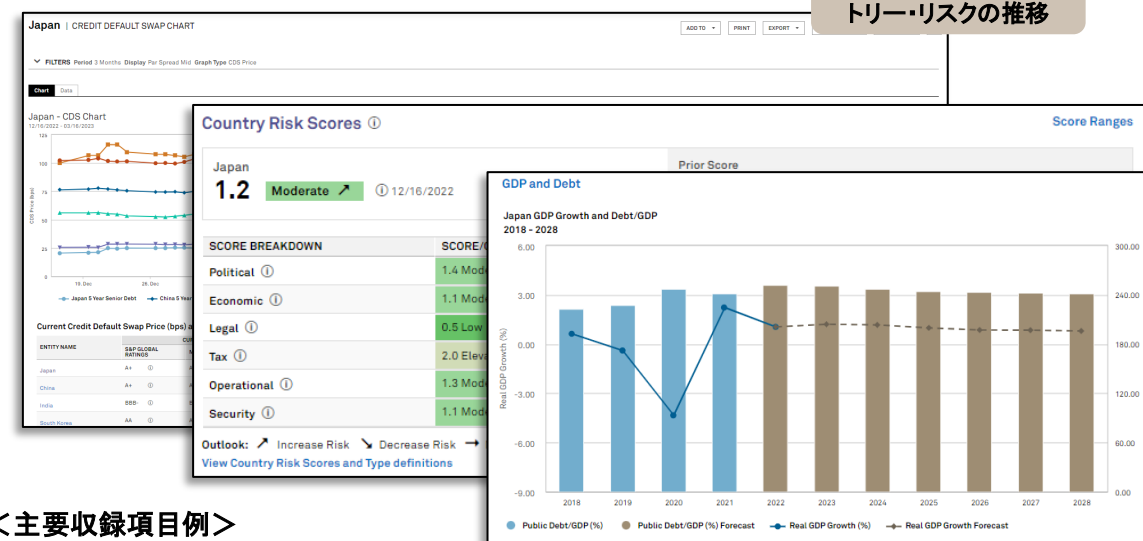 トリー・リスクの推移
Japan | CREDIT DEFAULT SWAP CHART
ADD TO
PRINT
EXPORT
FILTERS Period 3 Months Display Par Spread Mid Graph Type CDS Price
Chart
Data
Japan - CDS Chart
12/16/2022 - 03/16/2023
CDS Price (bps)
125
100
75
50
25
0
19. Dec
26. Dec
Japan 5 Year Senior Debt
China 5 Year
Current Credit Default Swap Price (bps) a
ENTITY NAME
S&P GLOBAL RATINGS
Japan A+
China A+
India BBB-
South Korea AA
Country Risk Scores
Score Ranges
Japan
1.2 Moderate 12/16/2022
Prior Score
SCORE BREAKDOWN SCORE/
Political 1.4 Mode
Economic 1.1 Mode
Legal 0.5 Low
Tax 2.0 Eleva
Operational 1.3 Mode
Security 1.1 Mode
Outlook: ↗ Increase Risk ↘ Decrease Risk →
View Country Risk Scores and Type definitions
GDP and Debt
Japan GDP Growth and Debt/GDP
2018 - 2028
Real GDP Growth (%)
6.00
3.00
0.00
-3.00
-6.00
-9.00
300.00
240.00
180.00
120.00
60.00
0.00
2018 2019 2020 2021 2022 2023 2024 2025 2026 2027 2028
Public Debt/GDP (%) Public Debt/GDP (%) Forecast Real GDP Growth (%) Real GDP Growth Forecast
＜主要収録項目例＞